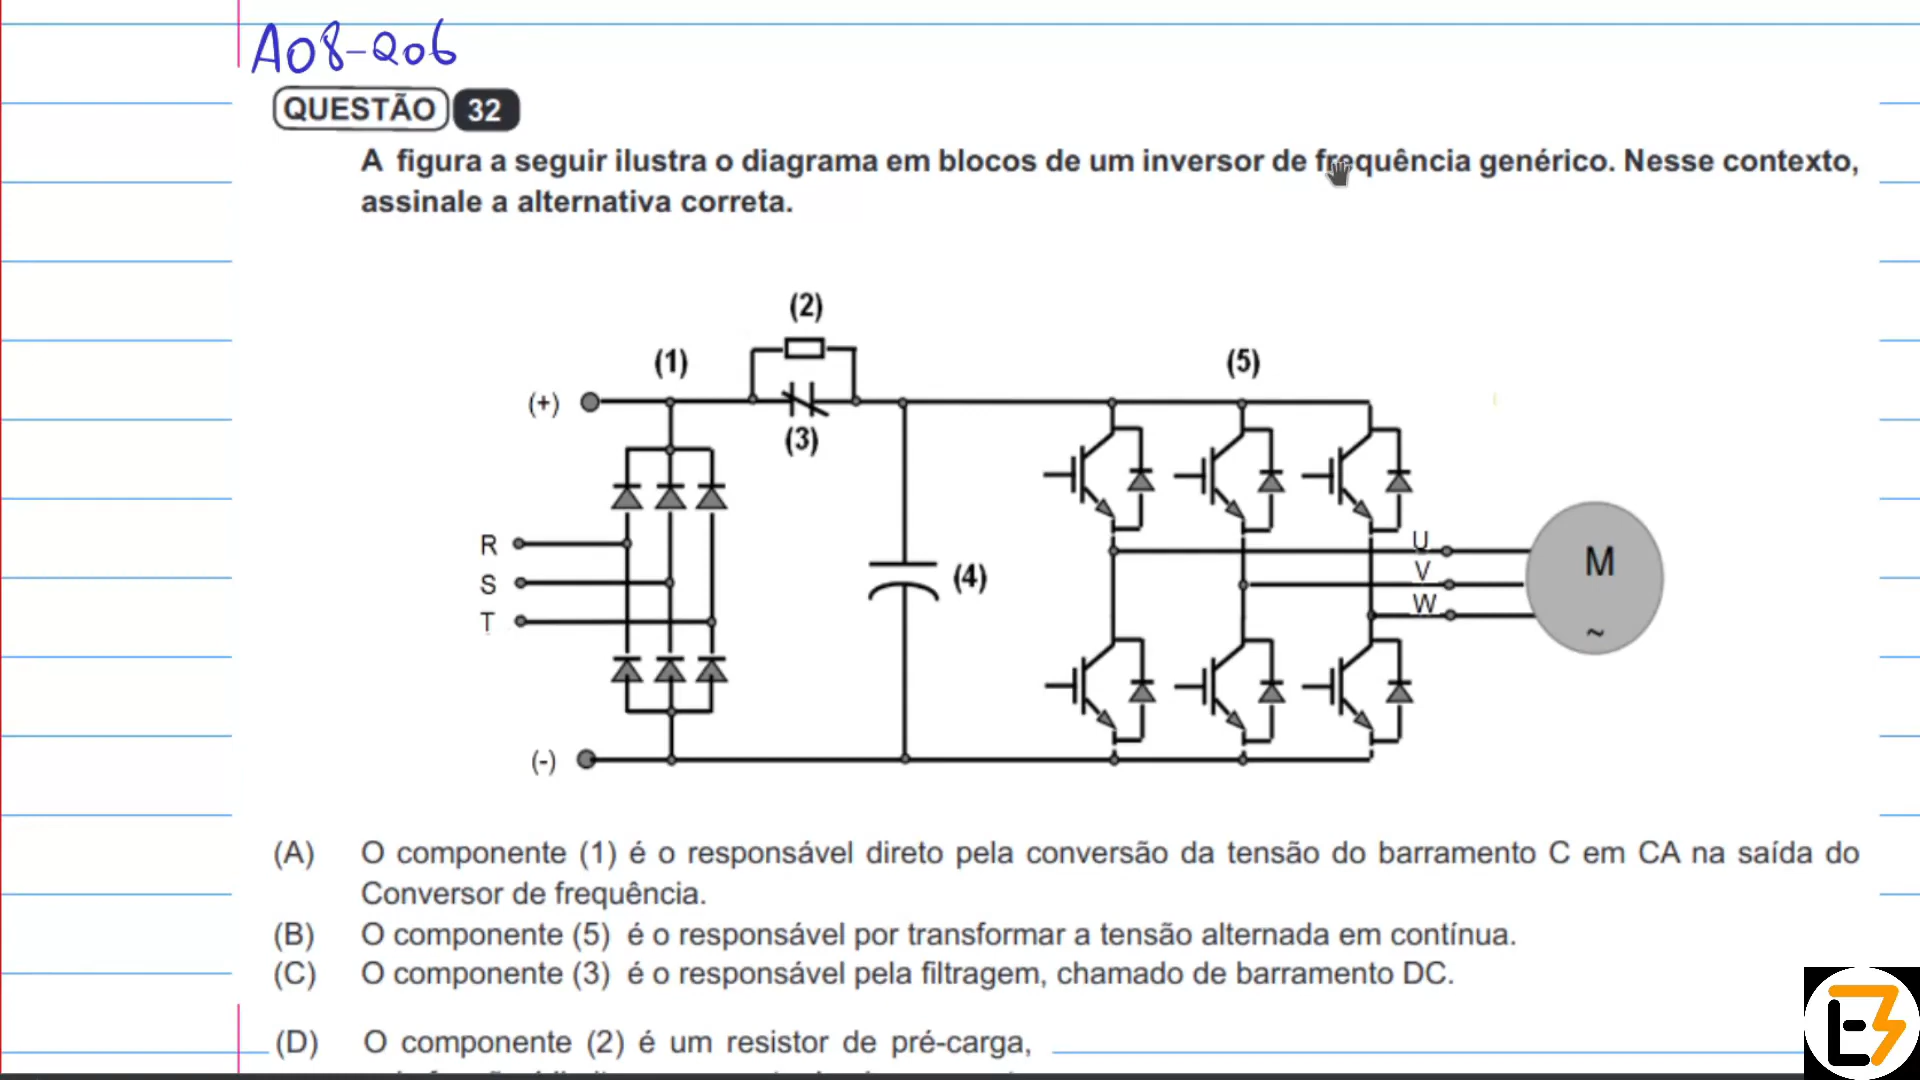 A08-Q06
QUESTÃO 32
A figura a seguir ilustra o diagrama em blocos de um inversor de frequência genérico. Nesse contexto,
assinale a alternativa correta.
(2)
(1)
(5)
(+)
(3)
R
S
T
(4)
U
V
W
M
~
(-)
(A) O componente (1) é o responsável direto pela conversão da tensão do barramento C em CA na saída do
Conversor de frequência.
(B) O componente (5) é o responsável por transformar a tensão alternada em contínua.
(C) O componente (3) é o responsável pela filtragem, chamado de barramento DC.
(D) O componente (2) é um resistor de pré-carga,
E3